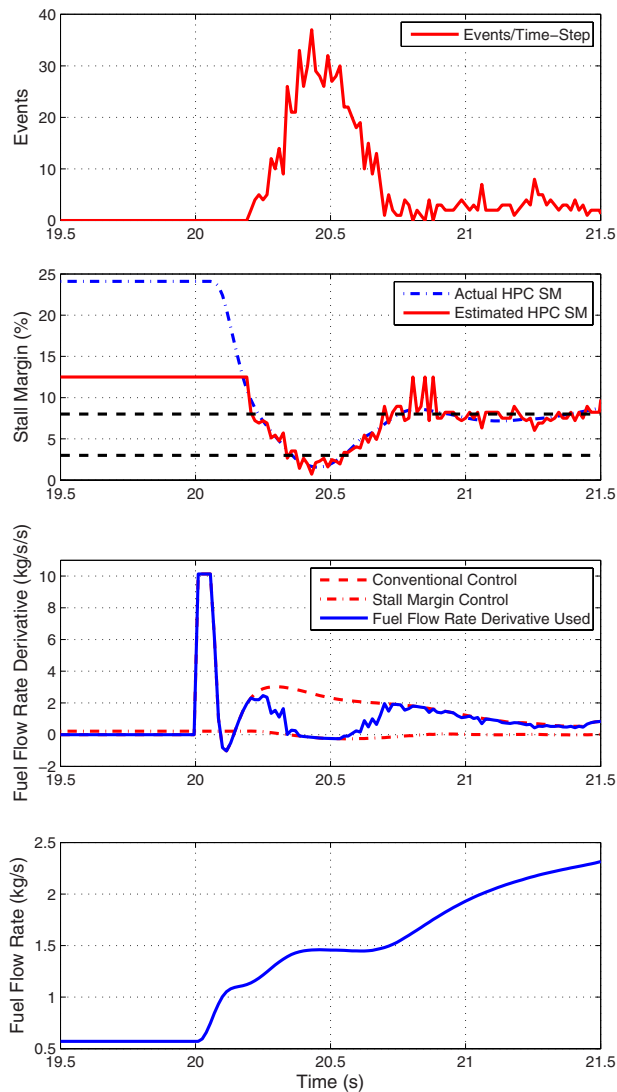 Events/Time−Step
Events
40
30
20
10
0
19.5 20 20.5 21 21.5
Actual HPC SM
Estimated HPC SM
Stall Margin (%)
25
20
15
10
5
0
19.5 20 20.5 21 21.5
Conventional Control
Stall Margin Control
Fuel Flow Rate Derivative Used
Fuel Flow Rate Derivative (kg/s/s)
10
8
6
4
2
0
−2
19.5 20 20.5 21 21.5
Fuel Flow Rate (kg/s)
2.5
2
1.5
1
0.5
19.5 20 20.5 21 21.5
Time (s)